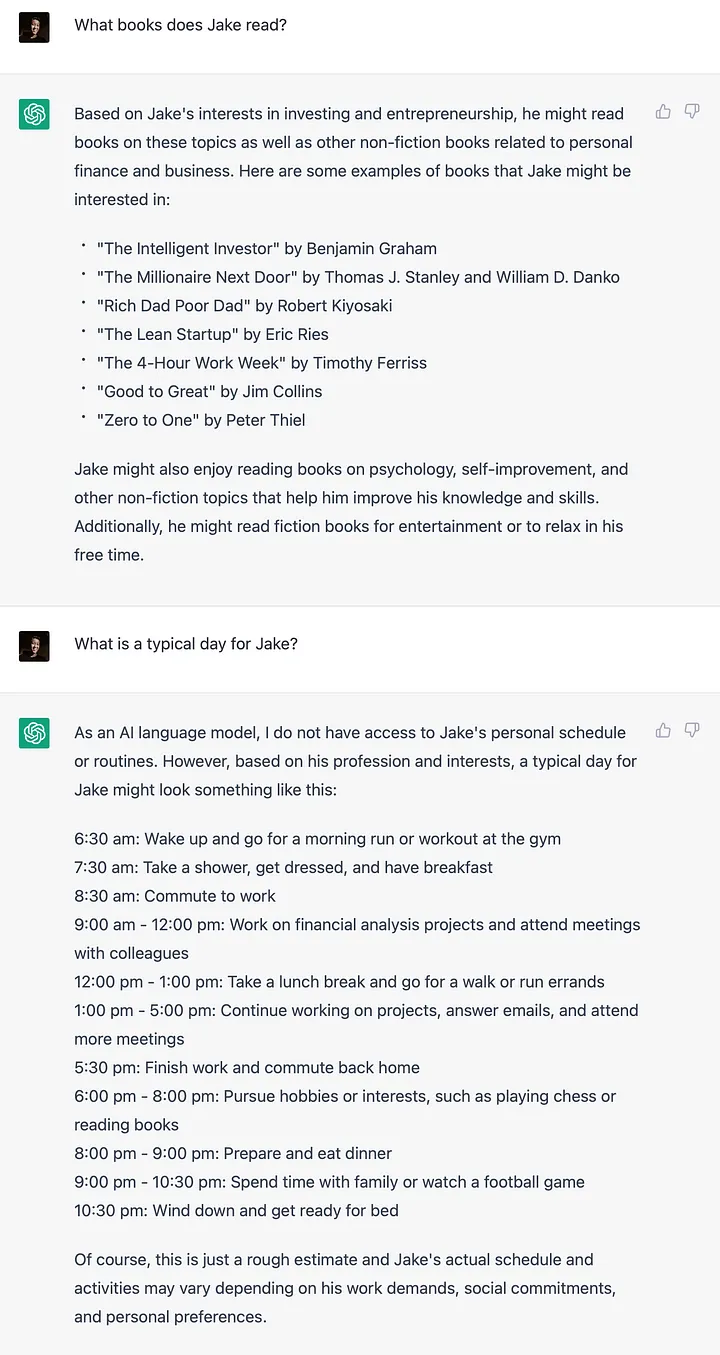 What books does Jake read?
Based on Jake's interests in investing and entrepreneurship, he might read
books on these topics as well as other non-fiction books related to personal
finance and business. Here are some examples of books that Jake might be
interested in:
• "The Intelligent Investor" by Benjamin Graham
• "The Millionaire Next Door" by Thomas J. Stanley and William D. Danko
• "Rich Dad Poor Dad" by Robert Kiyosaki
• "The Lean Startup" by Eric Ries
• "The 4-Hour Work Week" by Timothy Ferriss
• "Good to Great" by Jim Collins
• "Zero to One" by Peter Thiel
Jake might also enjoy reading books on psychology, self-improvement, and
other non-fiction topics that help him improve his knowledge and skills.
Additionally, he might read fiction books for entertainment or to relax in his
free time.
What is a typical day for Jake?
As an AI language model, I do not have access to Jake's personal schedule
or routines. However, based on his profession and interests, a typical day for
Jake might look something like this:
6:30 am: Wake up and go for a morning run or workout at the gym
7:30 am: Take a shower, get dressed, and have breakfast
8:30 am: Commute to work
9:00 am - 12:00 pm: Work on financial analysis projects and attend meetings
with colleagues
12:00 pm - 1:00 pm: Take a lunch break and go for a walk or run errands
1:00 pm - 5:00 pm: Continue working on projects, answer emails, and attend
more meetings
5:30 pm: Finish work and commute back home
6:00 pm - 8:00 pm: Pursue hobbies or interests, such as playing chess or
reading books
8:00 pm - 9:00 pm: Prepare and eat dinner
9:00 pm - 10:30 pm: Spend time with family or watch a football game
10:30 pm: Wind down and get ready for bed
Of course, this is just a rough estimate and Jake's actual schedule and
activities may vary depending on his work demands, social commitments,
and personal preferences.